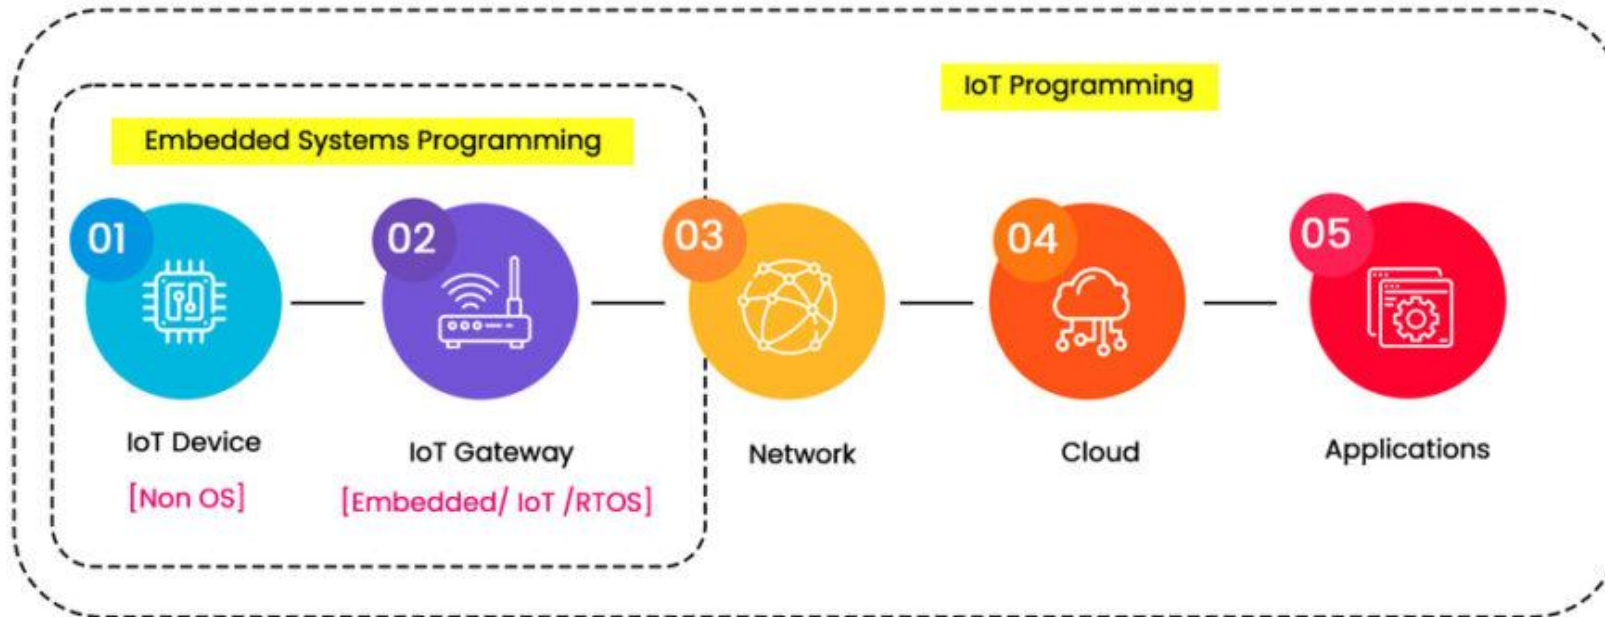 IoT Programming
Embedded Systems Programming
01
02
03
04
05
IoT Device
IoT Gateway
Network
Cloud
Applications
[Non OS]
[Embedded/ IoT /RTOS]